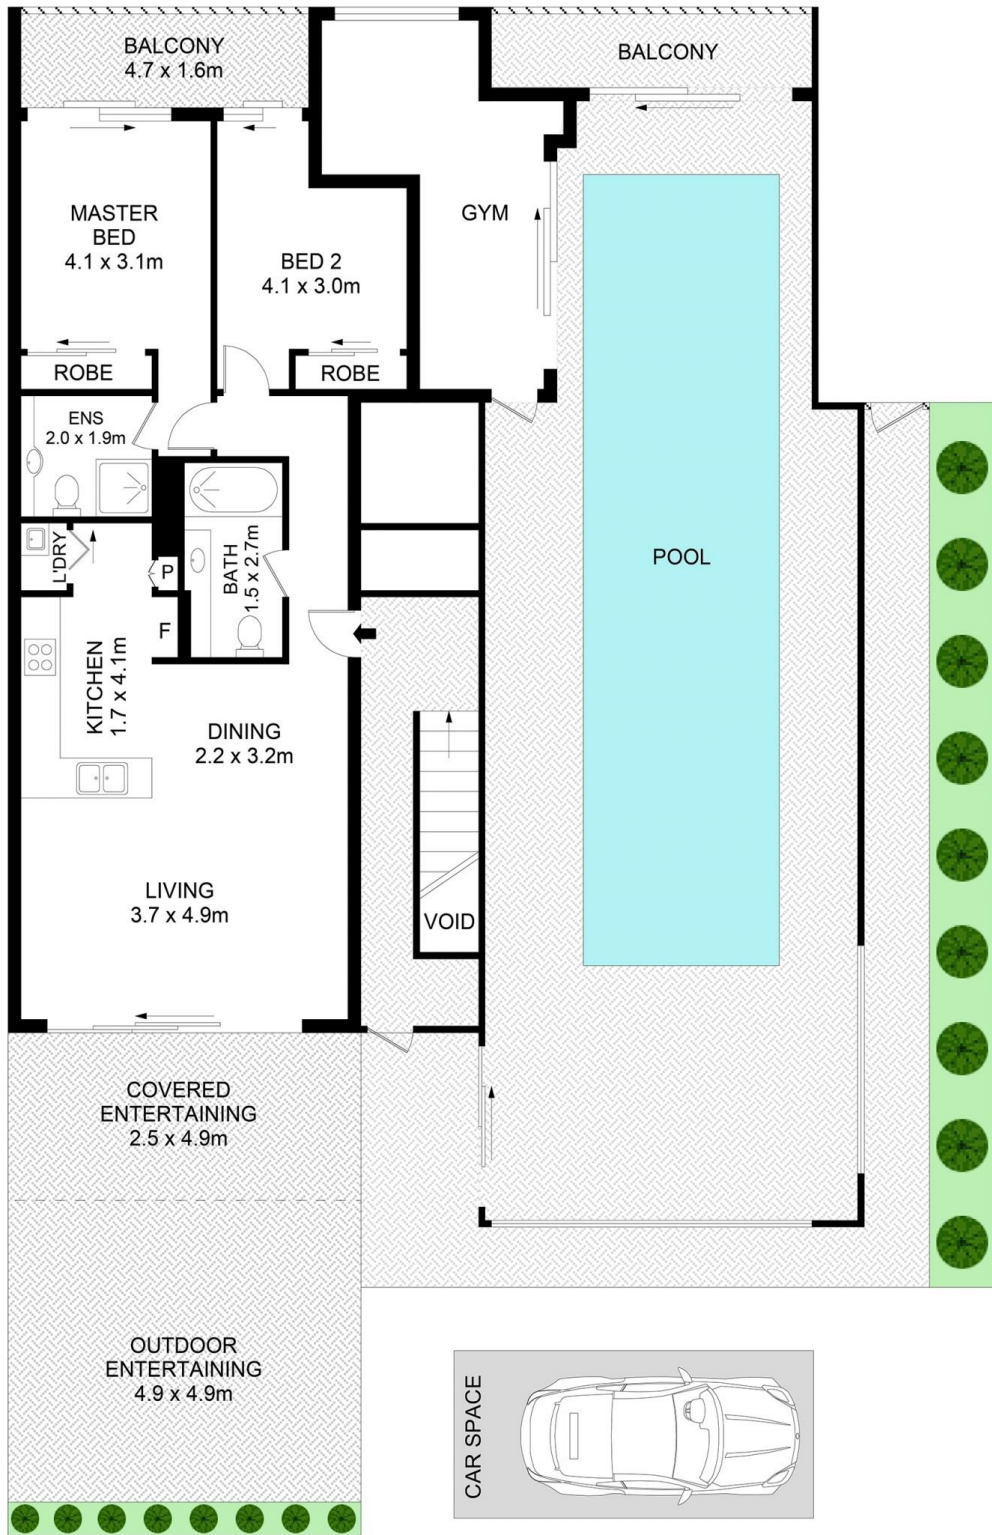 BALCONY
4.7 x 1.6m
BALCONY
MASTER
BED
4.1 x 3.1m
GYM
BED 2
4.1 x 3.0m
ROBE
ROBE
ENS
2.0 x 1.9m
L'DRY
P
BATH
1.5 x 2.7m
POOL
F
KITCHEN
1.7 x 4.1m
DINING
2.2 x 3.2m
LIVING
3.7 x 4.9m
VOID
COVERED
ENTERTAINING
2.5 x 4.9m
OUTDOOR
ENTERTAINING
4.9 x 4.9m
CAR SPACE